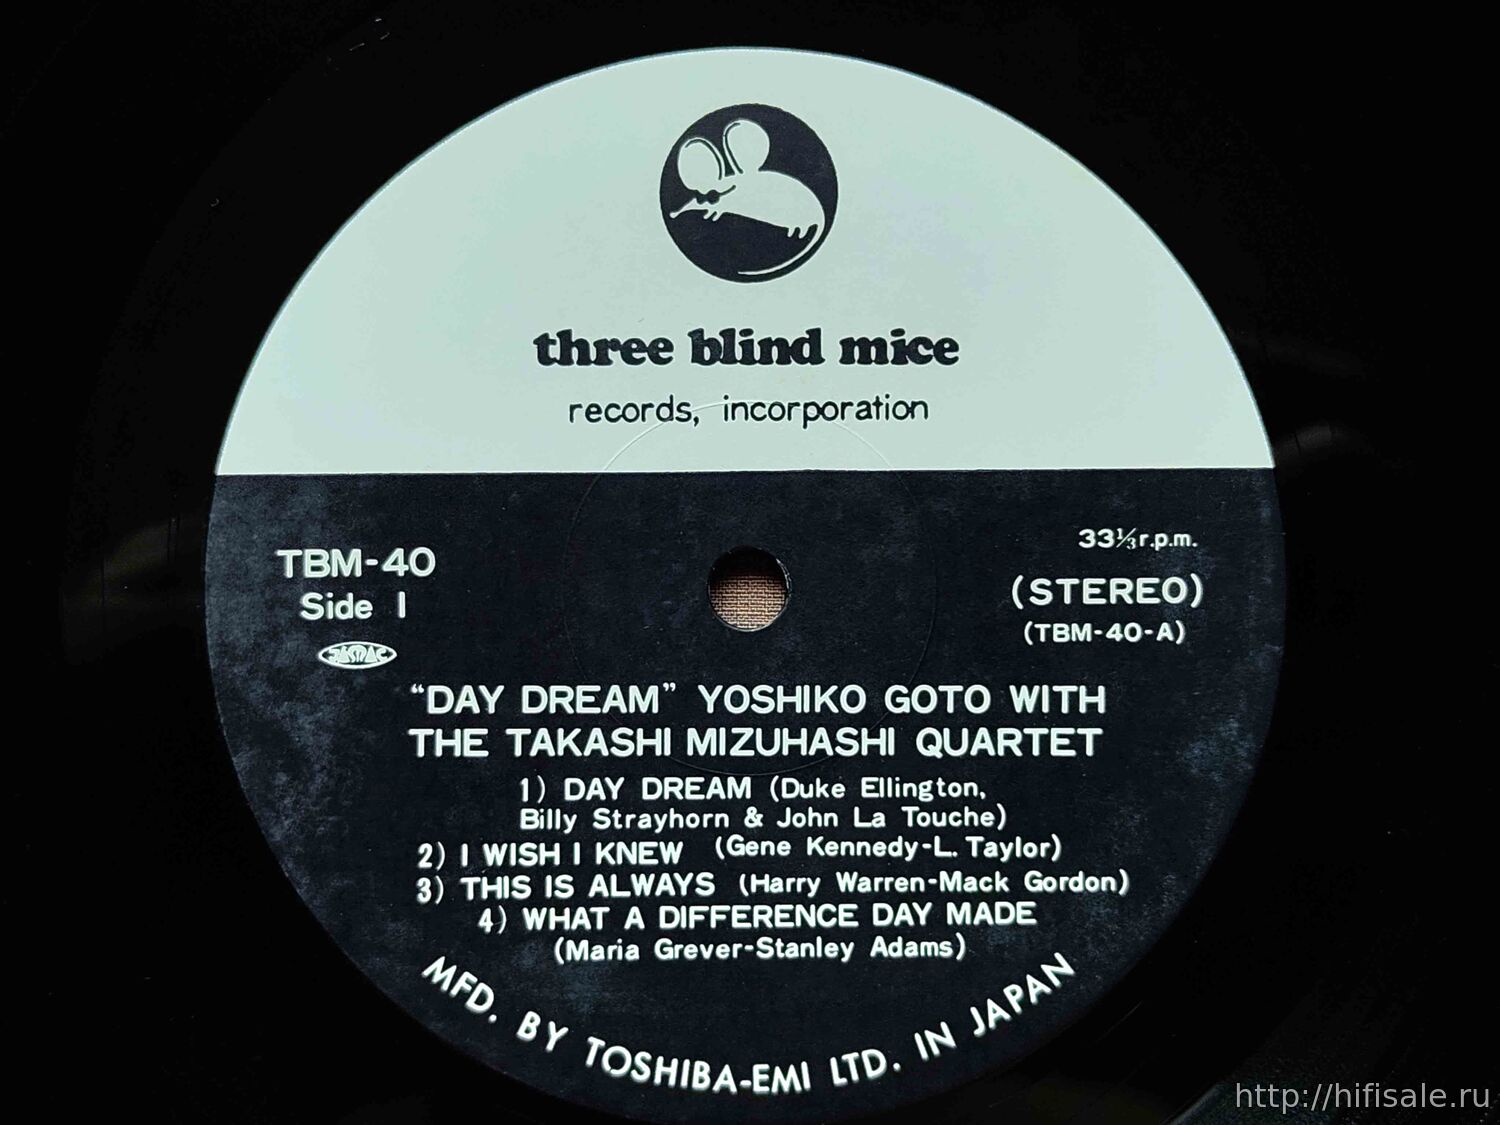 three blind mice
records, incorporation
TBM-40
Side 1
JASRAC
33⅓ r.p.m.
(STEREO)
(TBM-40-A)
“DAY DREAM” YOSHIKO GOTO WITH
THE TAKASHI MIZUHASHI QUARTET
1) DAY DREAM (Duke Ellington,
Billy Strayhorn & John La Touche)
2) I WISH I KNEW (Gene Kennedy-L. Taylor)
3) THIS IS ALWAYS (Harry Warren-Mack Gordon)
4) WHAT A DIFFERENCE DAY MADE
(Maria Grever-Stanley Adams)
MFD. BY TOSHIBA-EMI LTD. IN JAPAN
http://hifisale.ru